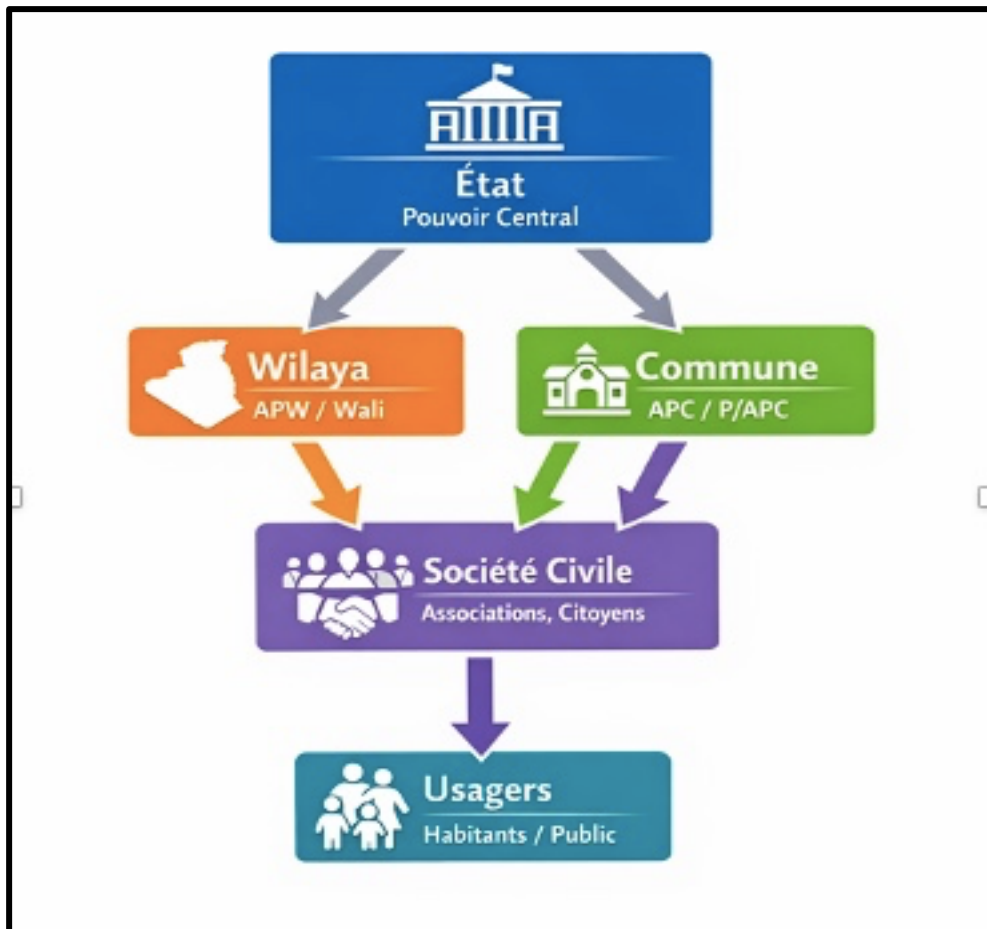 État
Pouvoir Central
Wilaya
APW / Wali
Commune
APC / P/APC
Société Civile
Associations, Citoyens
Usagers
Habitants / Public